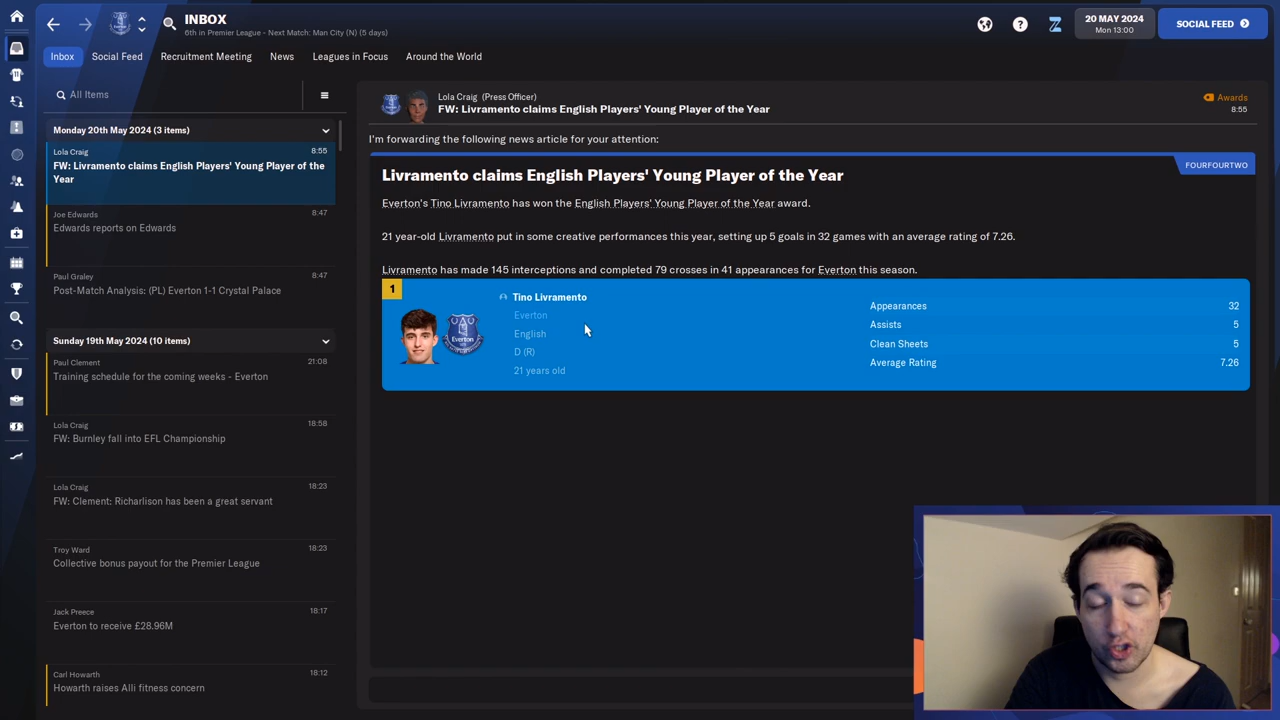 INBOX
6th in Premier League - Next Match: Man City (N) (5 days)
20 MAY 2024
Mon 13:00
SOCIAL FEED
Inbox
Social Feed
Recruitment Meeting
News
Leagues in Focus
Around the World
All Items
Monday 20th May 2024 (3 items)
Lola Craig
8:55
FW: Livramento claims English Players' Young Player of the
Year
Joe Edwards
8:47
Edwards reports on Edwards
Paul Graley
8:47
Post-Match Analysis: (PL) Everton 1-1 Crystal Palace
Sunday 19th May 2024 (10 items)
Paul Clement
21:08
Training schedule for the coming weeks - Everton
Lola Craig
18:58
FW: Burnley fall into EFL Championship
Lola Craig
18:23
FW: Clement: Richarlison has been a great servant
Troy Ward
18:23
Collective bonus payout for the Premier League
Jack Preece
18:17
Everton to receive £28.96M
Carl Howarth
18:12
Howarth raises Alli fitness concern
Lola Craig (Press Officer)
FW: Livramento claims English Players' Young Player of the Year
Awards
8:55
I'm forwarding the following news article for your attention:
FOURFOURTWO
Livramento claims English Players' Young Player of the Year
Everton's Tino Livramento has won the English Players' Young Player of the Year award.
21 year-old Livramento put in some creative performances this year, setting up 5 goals in 32 games with an average rating of 7.26.
Livramento has made 145 interceptions and completed 79 crosses in 41 appearances for Everton this season.
1
Tino Livramento
Everton
English
D (R)
21 years old
Everton
Appearances 32
Assists 5
Clean Sheets 5
Average Rating 7.26